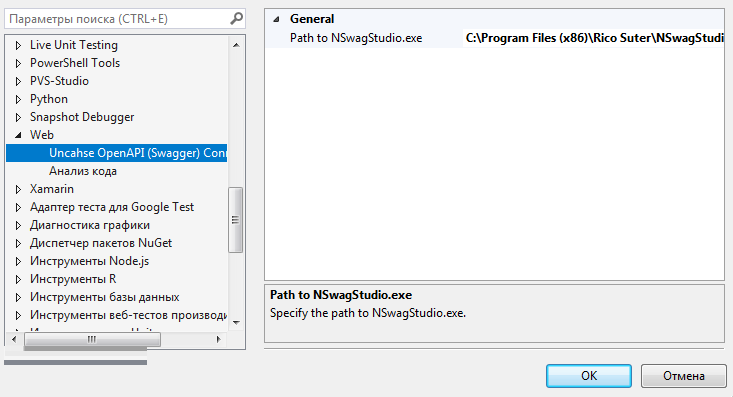 Параметры поиска (CTRL+E)
Live Unit Testing
PowerShell Tools
PVS-Studio
Python
Snapshot Debugger
Web
Uncahse OpenAPI (Swagger) Con
Анализ кода
Xamarin
Адаптер теста для Google Test
Диагностика графики
Диспетчер пакетов NuGet
Инструменты Node.js
Инструменты R
Инструменты базы данных
Инструменты веб-тестов производи
General
Path to NSwagStudio.exe C:\Program Files (x86)\Rico Suter\NSwagStudi
Path to NSwagStudio.exe
Specify the path to NSwagStudio.exe.
OK
Отмена